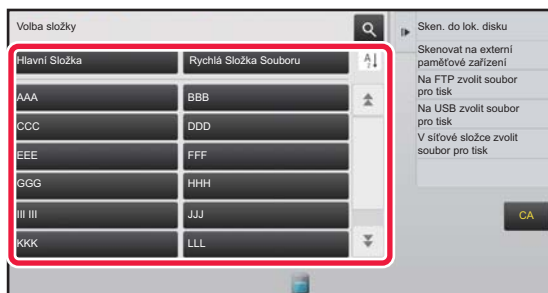 Volba složky
Hlavní Složka
Rychlá Složka Souboru
AAA
BBB
CCC
DDD
EEE
FFF
GGG
HHH
III III
JJJ
KKK
LLL
Sken. do lok. disku
Skenovat na externí
paměťové zařízení
Na FTP zvolit soubor
pro tisk
Na USB zvolit soubor
pro tisk
V síťové složce zvolit
soubor pro tisk
CA